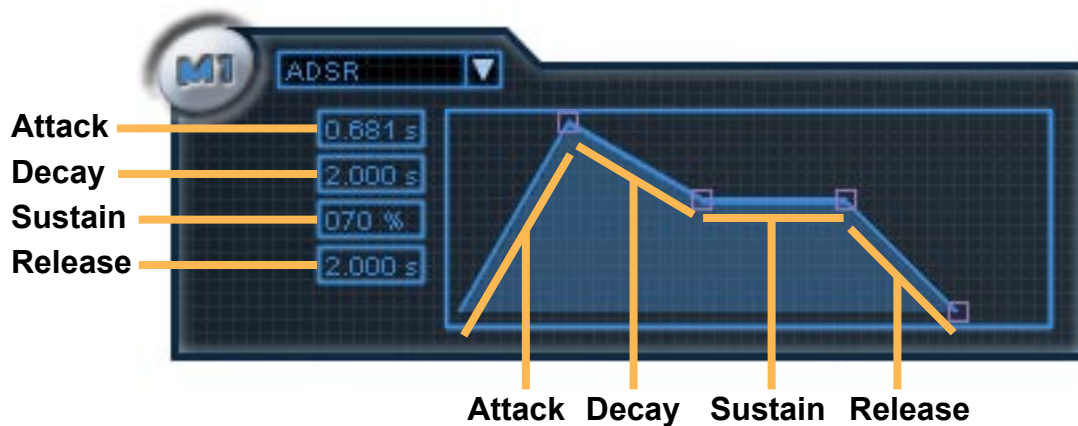 M1
ADSR
Attack 0.681 s
Decay 2.000 s
Sustain 070 %
Release 2.000 s
Attack Decay Sustain Release